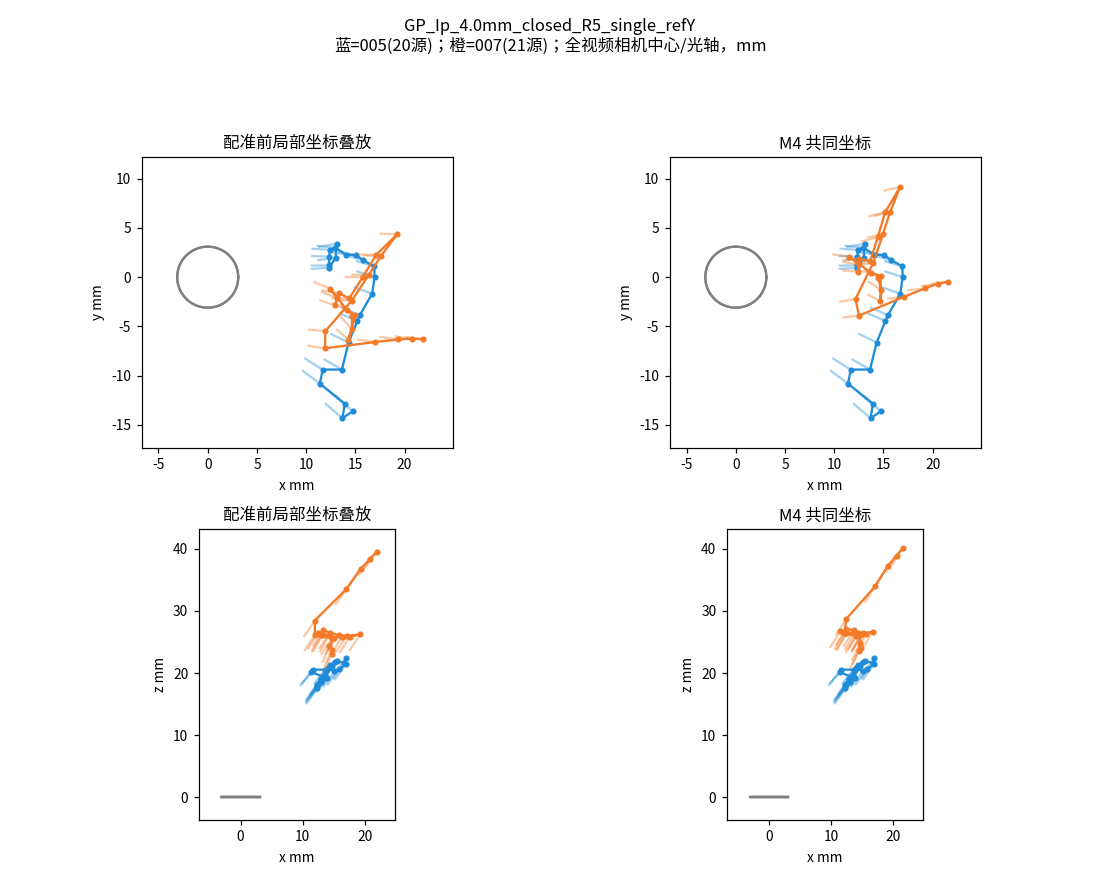 GP_Ip_4.0mm_closed_R5_single_refY
蓝=005(20源)；橙=007(21源)；全视频相机中心/光轴，mm
配准前局部坐标叠放
M4 共同坐标
10
5
0
-5
-10
-15
y mm
-5 0 5 10 15 20
x mm
10
5
0
-5
-10
-15
y mm
-5 0 5 10 15 20
x mm
配准前局部坐标叠放
M4 共同坐标
40
30
20
10
0
z mm
0 10 20
x mm
40
30
20
10
0
z mm
0 10 20
x mm